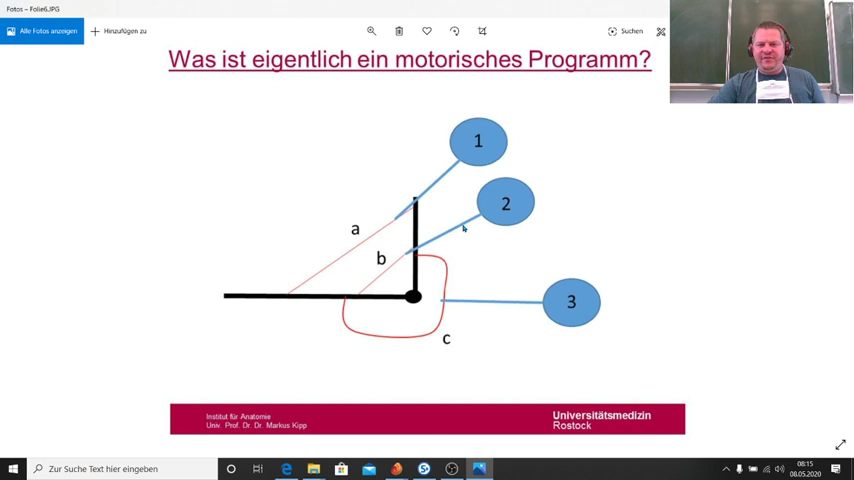 Fotos – Folie6.JPG
Alle Fotos anzeigen
Hinzufügen zu
Suchen
Was ist eigentlich ein motorisches Programm?
1
2
a
b
3
c
Institut für Anatomie
Univ. Prof. Dr. Dr. Markus Kipp
Universitätsmedizin
Rostock
Zur Suche Text hier eingeben
08:15
08.05.2020